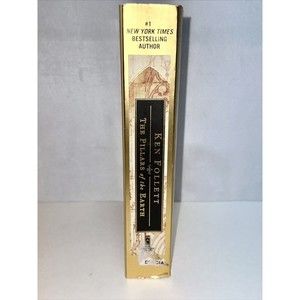 #1
NEW YORK TIMES
BESTSELLING
AUTHOR
KEN FOLLETT
THE PILLARS of the EARTH